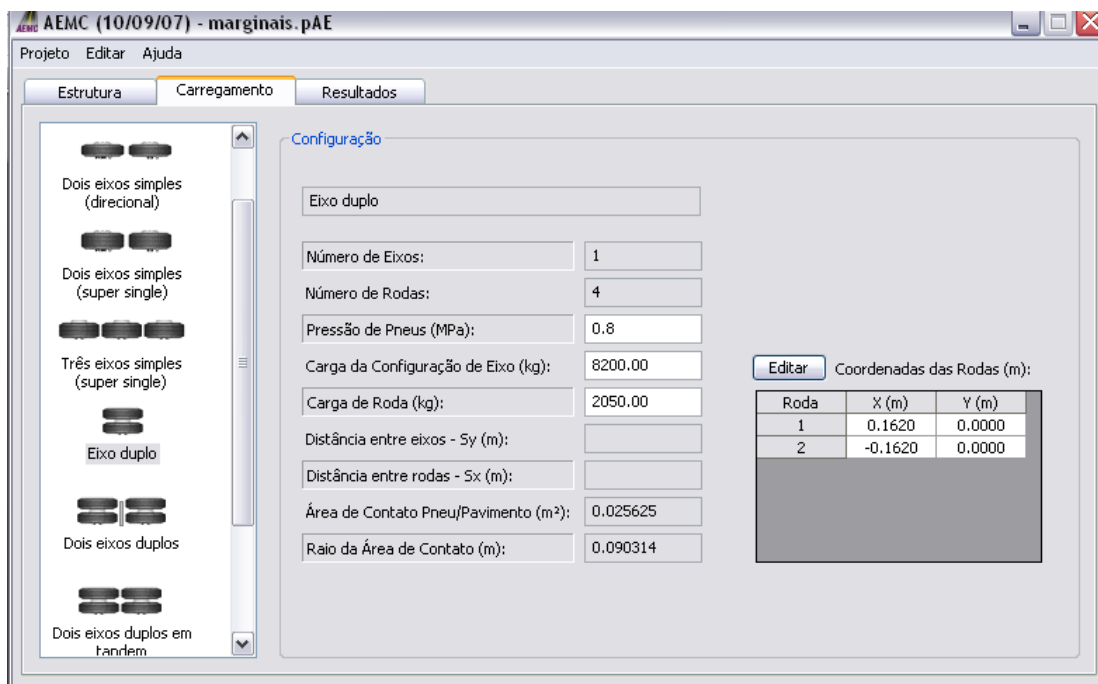 AEMC (10/09/07) - marginais.pAE
Projeto Editar Ajuda
Estrutura Carregamento Resultados
Dois eixos simples
(direcional)
Dois eixos simples
(super single)
Três eixos simples
(super single)
Eixo duplo
Dois eixos duplos
Dois eixos duplos em
tandem
Configuração
Eixo duplo
Número de Eixos: 1
Número de Rodas: 4
Pressão de Pneus (MPa): 0.8
Carga da Configuração de Eixo (kg): 8200.00
Carga de Roda (kg): 2050.00
Distância entre eixos - Sy (m):
Distância entre rodas - Sx (m):
Área de Contato Pneu/Pavimento (m²): 0.025625
Raio da Área de Contato (m): 0.090314
Editar Coordenadas das Rodas (m):
Roda X (m) Y (m)
1 0.1620 0.0000
2 -0.1620 0.0000